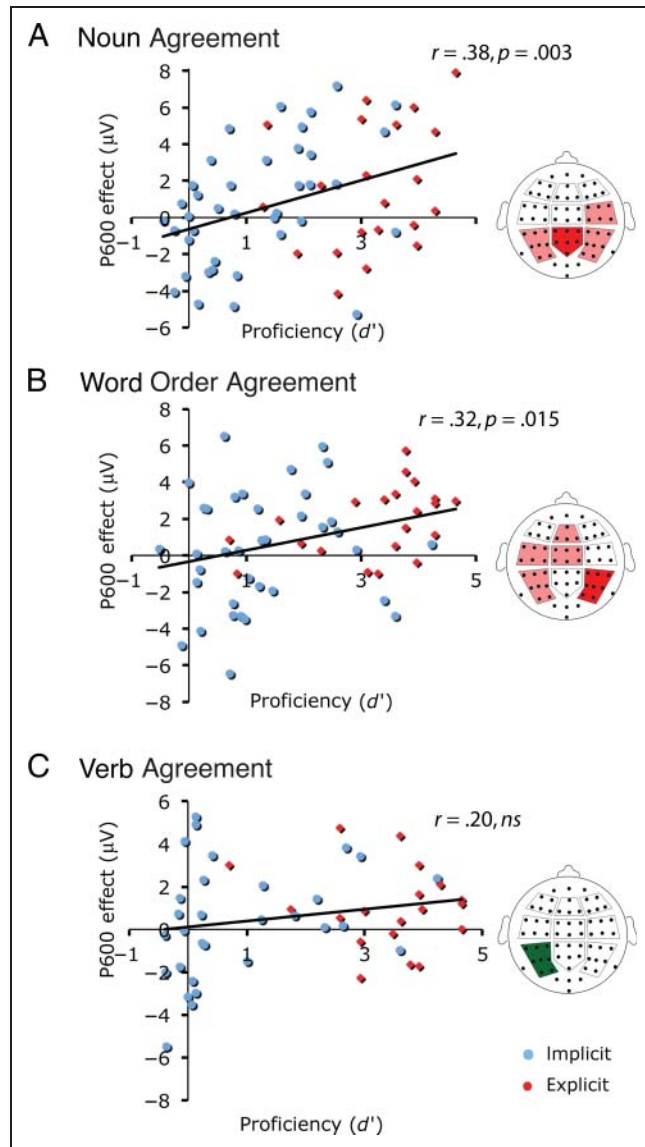 A Noun Agreement
r = .38, p = .003
8
6
4
2
0
−2
−4
−6
−1
1
3
5
P600 effect (μV)
Proficiency (d')
B Word Order Agreement
r = .32, p = .015
8
6
4
2
0
−2
−4
−6
−8
−1
1
3
5
P600 effect (μV)
Proficiency (d')
C Verb Agreement
r = .20, ns
6
4
2
0
−2
−4
−6
−8
−1
1
3
5
P600 effect (μV)
Proficiency (d')
Implicit
Explicit